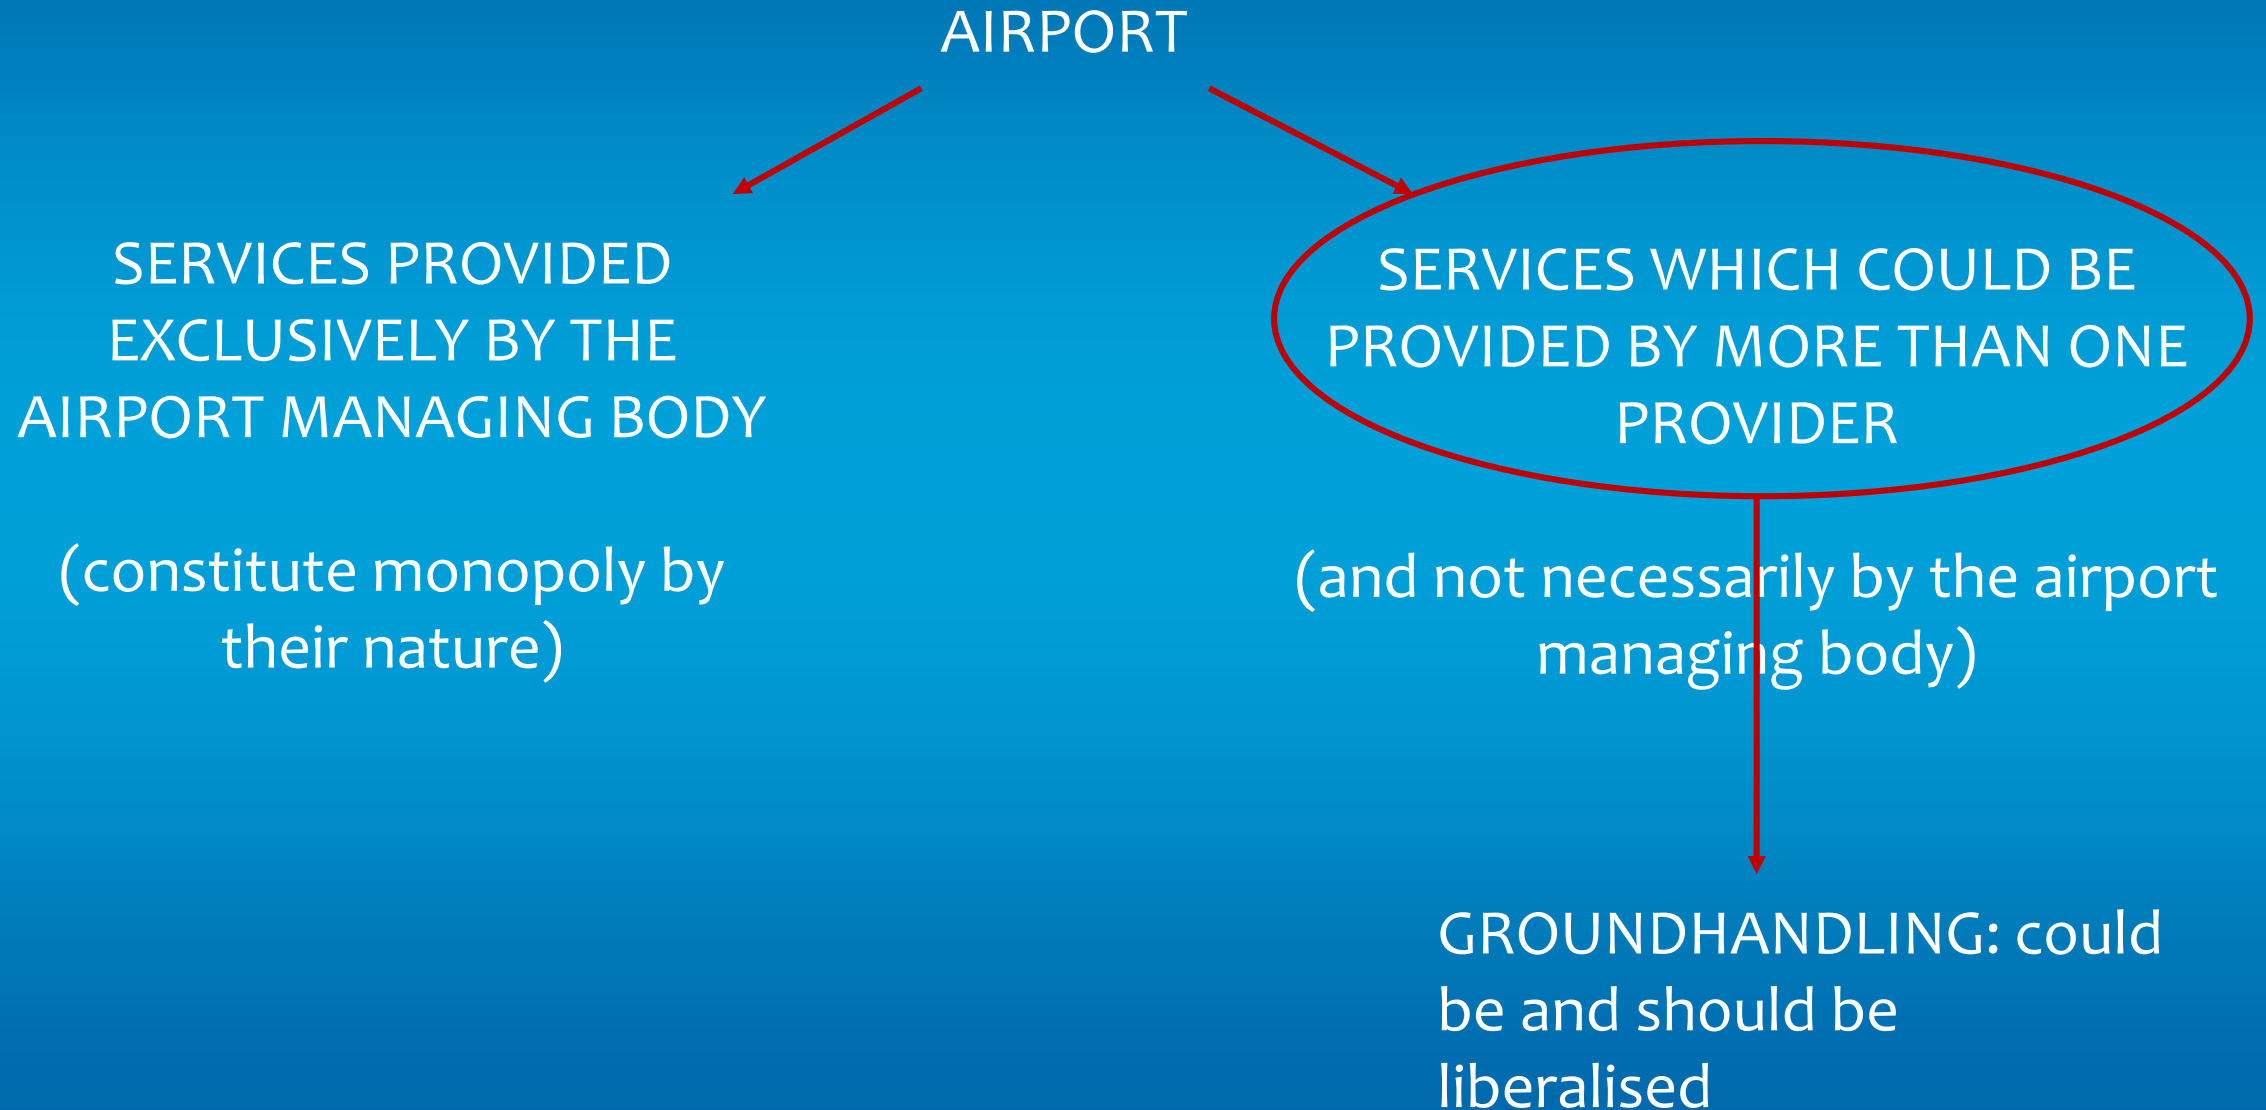 AIRPORT
SERVICES PROVIDED
EXCLUSIVELY BY THE
AIRPORT MANAGING BODY
(constitute monopoly by
their nature)
SERVICES WHICH COULD BE
PROVIDED BY MORE THAN ONE
PROVIDER
(and not necessarily by the airport
managing body)
GROUNDHANDLING: could
be and should be
liberalised